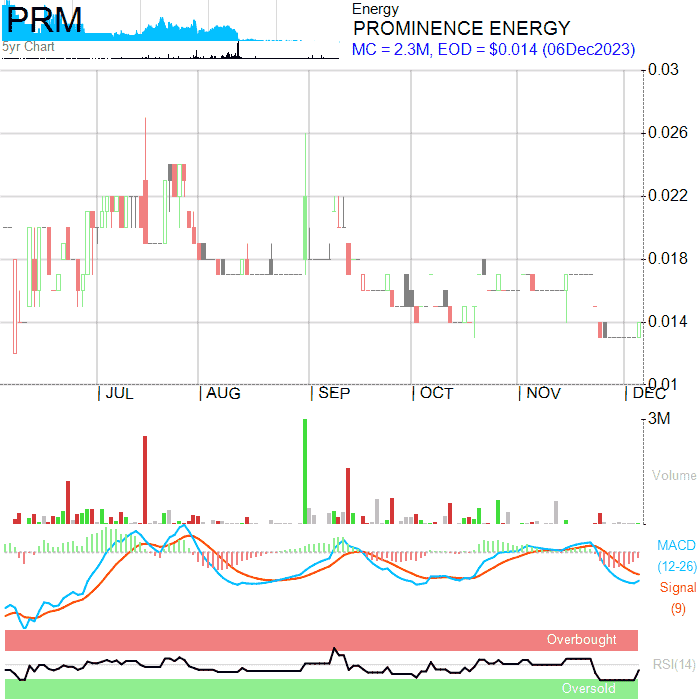 PRM
5yr Chart
Energy
PROMINENCE ENERGY
MC = 2.3M, EOD = $0.014 (06Dec2023)
0.03
0.026
0.022
0.018
0.014
0.01
JUL
AUG
SEP
OCT
NOV
DEC
3M
Volume
MACD
(12-26)
Signal
(9)
Overbought
RSI(14)
Oversold